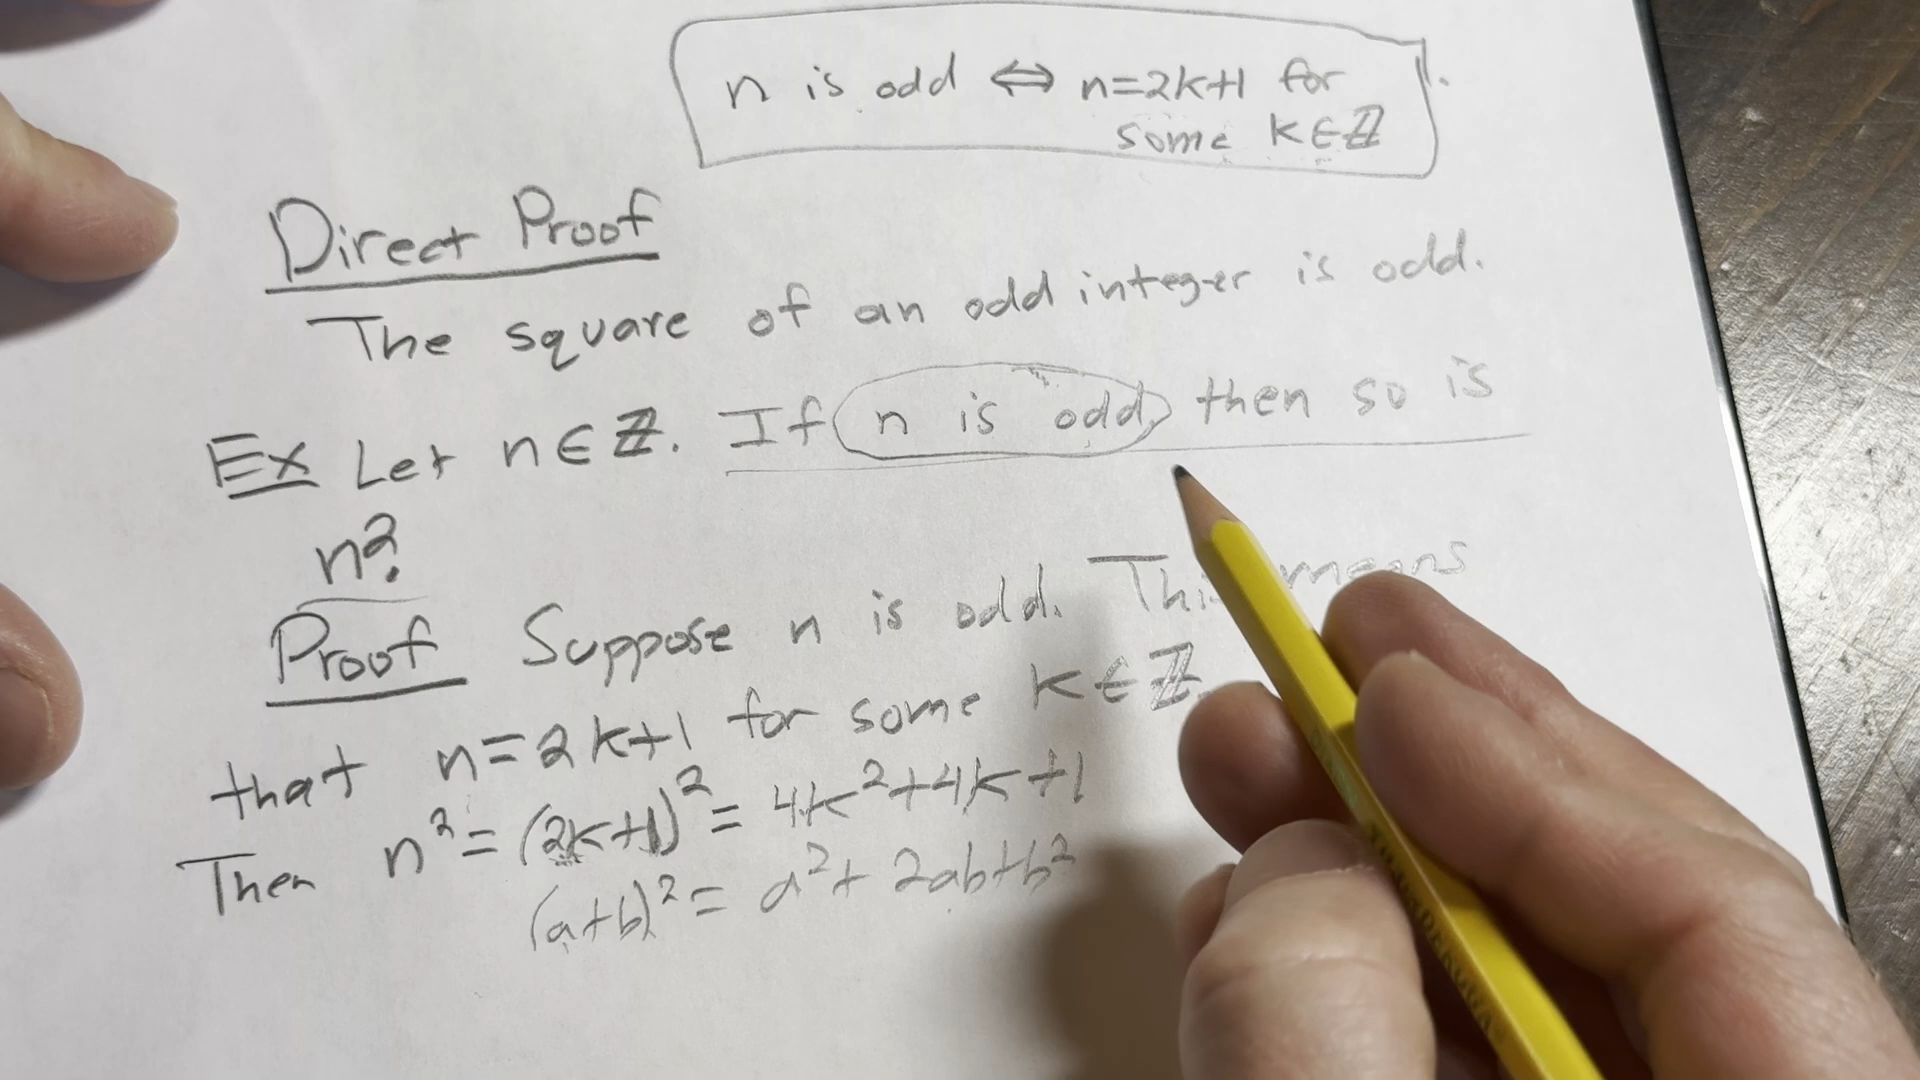 n is odd ⇔ n=2k+1 for
some k∈ℤ
Direct Proof
The square of an odd integer is odd.
Ex Let n∈ℤ. If n is odd, then so is
n².
Proof Suppose n is odd. This means
that n=2k+1 for some k∈ℤ
Then n²=(2k+1)²=4k²+4k+1
(a+b)²=a²+2ab+b²